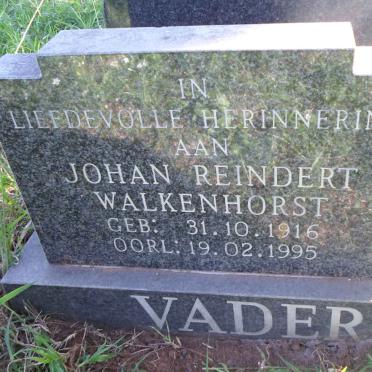 IN
LIEFDEVOLLE HERINNERIN
AAN
JOHAN REINDERT
WALKENHORST
GEB: 31.10.1916
OORL: 19.02.1995
VADER